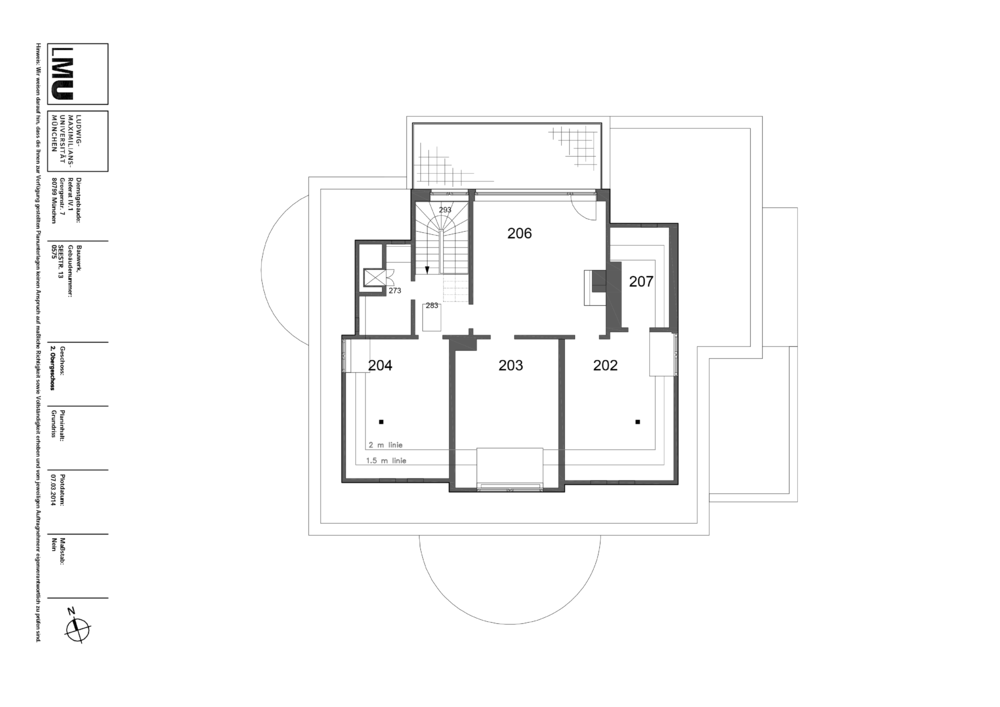 LMU
LUDWIG-
MAXIMILIANS-
UNIVERSITÄT
MÜNCHEN
Dienstgebäude:
Referat IV.1
Georgenstr. 7
80799 München
Bauwerk,
Gebäudenummer:
SEESTR. 13
0575
Geschoss:
2. Obergeschoss
Planinhalt:
Grundriss
Plotdatum:
07.03.2014
Maßstab:
Nein
N
Hinweis: Wir weisen darauf hin, dass die Ihnen zur Verfügung gestellten Planunterlagen keinen Anspruch auf maßliche Richtigkeit sowie Vollständigkeit erheben und vom jeweiligen Auftragnehmer eigenverantwortlich zu prüfen sind.
293
206
207
273
283
204
203
202
2 m linie
1.5 m linie